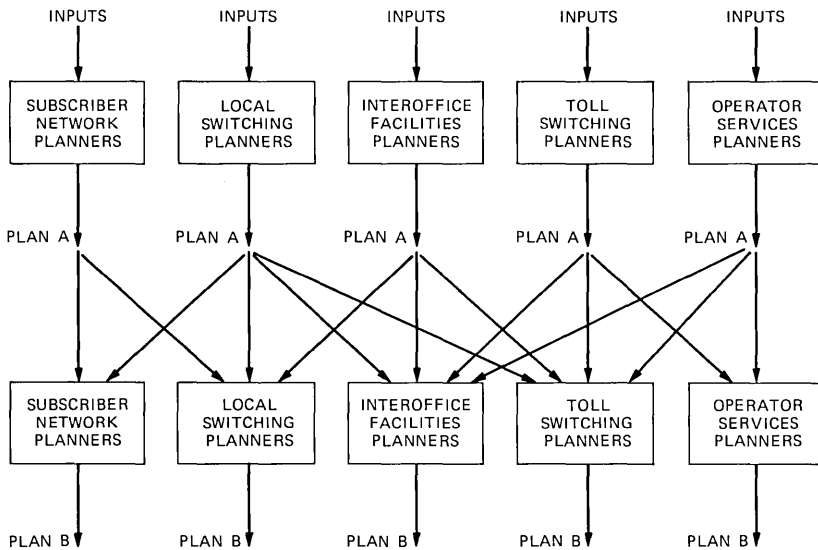 INPUTS INPUTS INPUTS INPUTS INPUTS
SUBSCRIBER
NETWORK
PLANNERS
LOCAL
SWITCHING
PLANNERS
INTEROFFICE
FACILITIES
PLANNERS
TOLL
SWITCHING
PLANNERS
OPERATOR
SERVICES
PLANNERS
PLAN A PLAN A PLAN A PLAN A PLAN A
SUBSCRIBER
NETWORK
PLANNERS
LOCAL
SWITCHING
PLANNERS
INTEROFFICE
FACILITIES
PLANNERS
TOLL
SWITCHING
PLANNERS
OPERATOR
SERVICES
PLANNERS
PLAN B PLAN B PLAN B PLAN B PLAN B